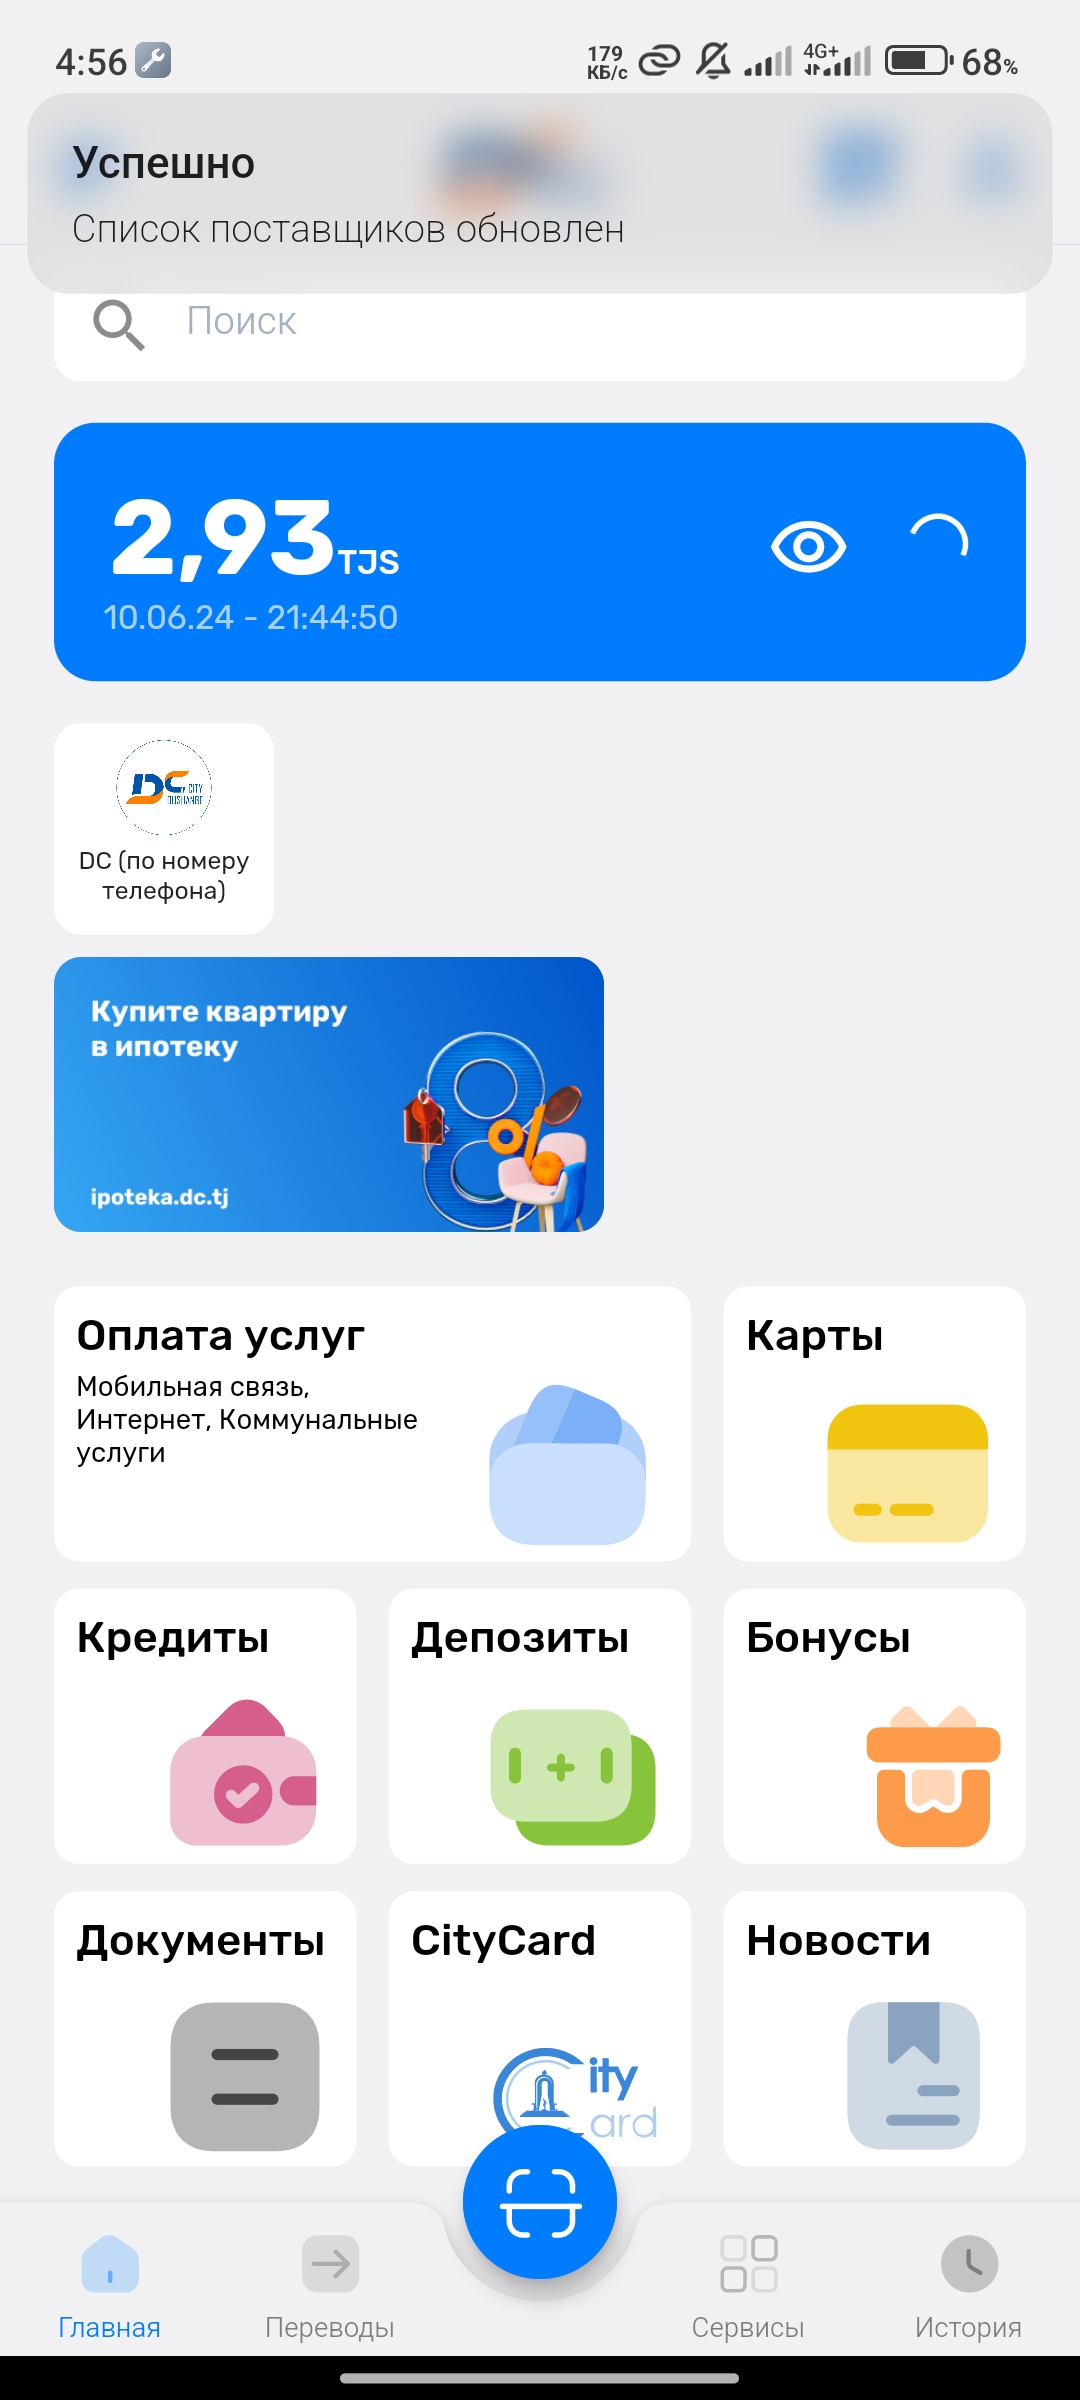 4:56
179
КБ/с
4G+
68%
Успешно
Список поставщиков обновлен
Поиск
2,93 TJS
10.06.24 - 21:44:50
DC CITY
DUSHANBE
DC (по номеру
телефона)
Купите квартиру
в ипотеку
8%
ipoteka.dc.tj
Оплата услуг
Мобильная связь,
Интернет, Коммунальные
услуги
Карты
Кредиты
Депозиты
Бонусы
Документы
CityCard
Новости
City
ard
Главная
Переводы
Сервисы
История